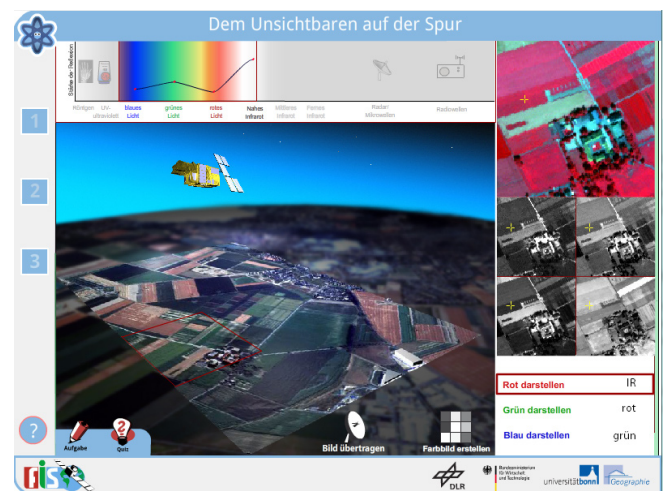 Dem Unsichtbaren auf der Spur
Stärke der Reflexion
Röntgen UV- blaues grünes rotes Nahes Mittleres Fernes Radar/ Radiowellen
ultraviolett Licht Licht Licht Infrarot Infrarot Infrarot Mikrowellen
1
2
3
?
Aufgabe
Quiz
Bild übertragen
Farbbild erstellen
Rot darstellen IR
Grün darstellen rot
Blau darstellen grün
DLR
Bundesministerium
für Wirtschaft
und Technologie
universitätbonn
Geographie